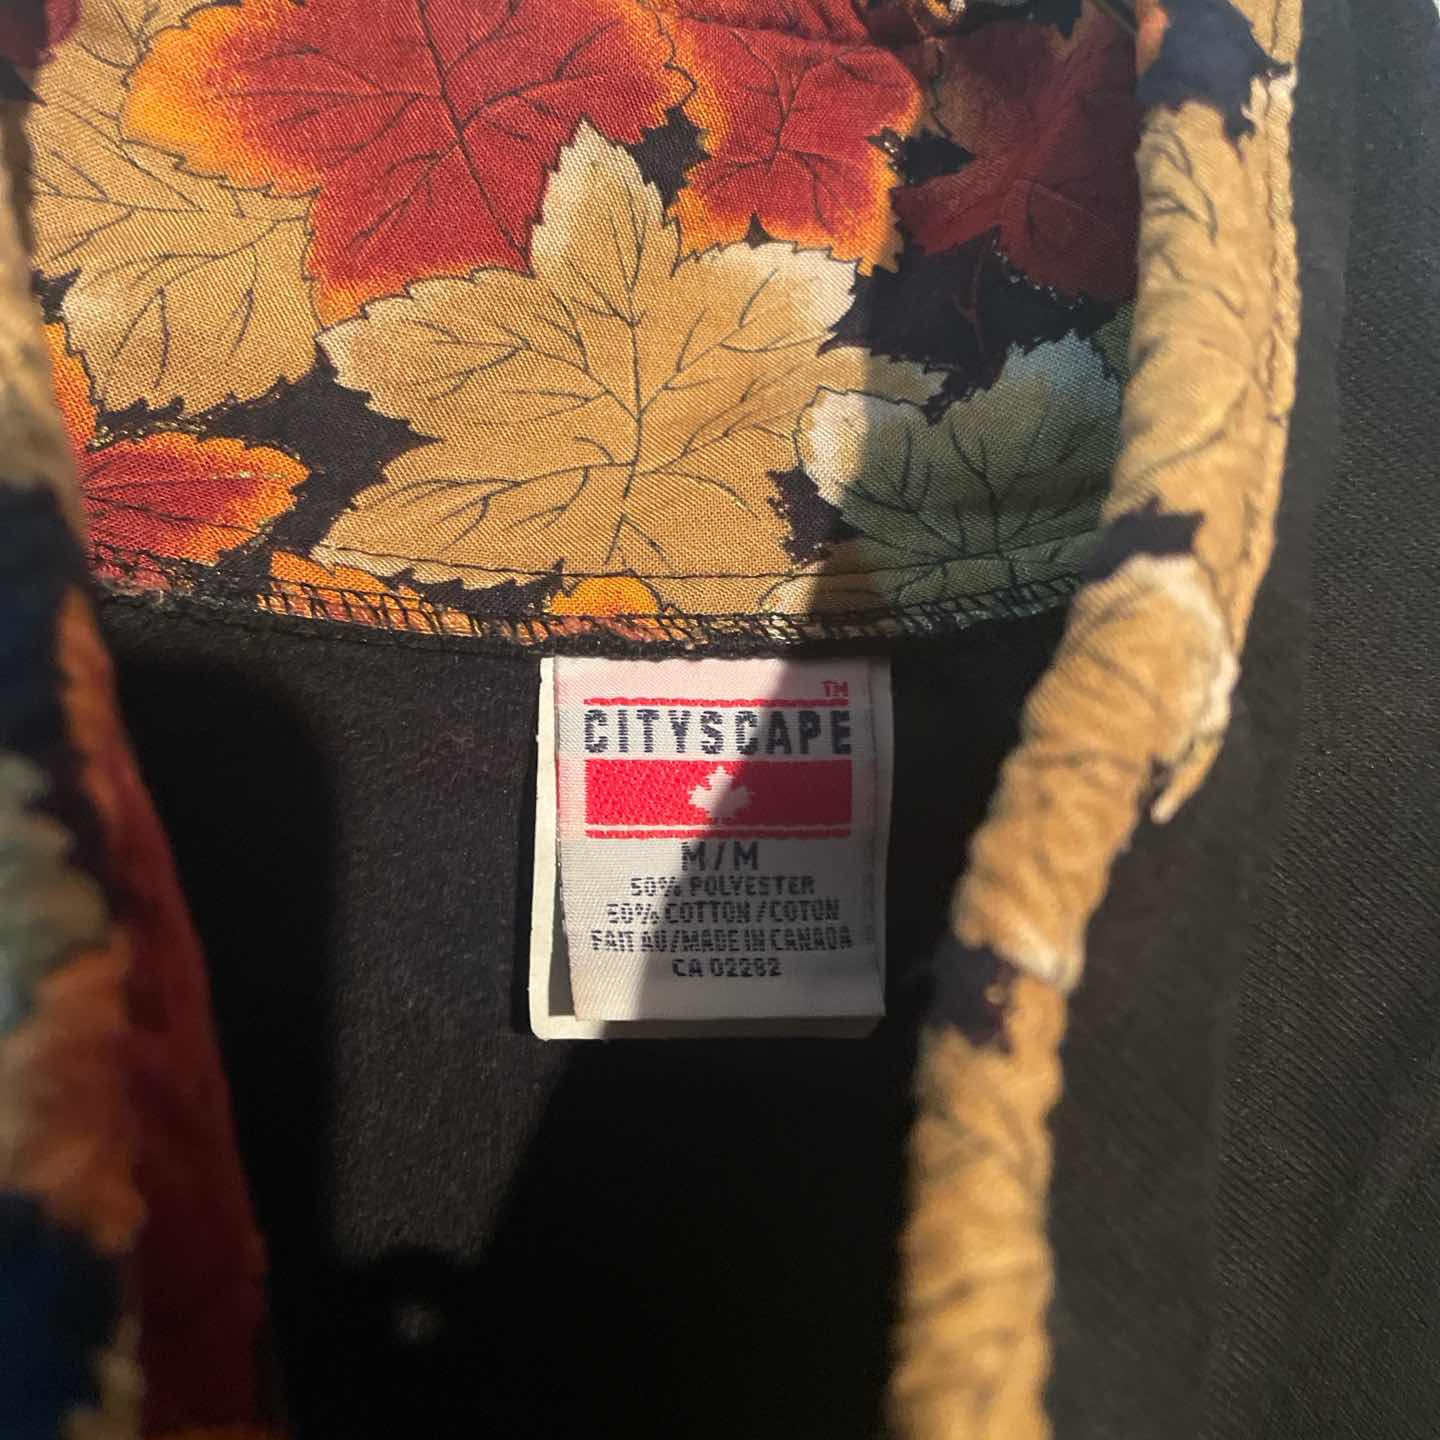 TM
CITYSCAPE
M/M
50% POLYESTER
50% COTTON/COTON
FAIT AU/MADE IN CANADA
CA 02282